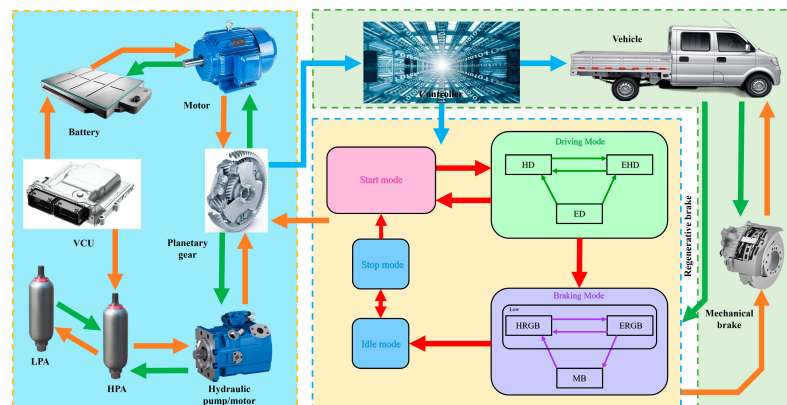 Battery
Motor
VCU
Planetary
gear
LPA
HPA
Hydraulic
pump/motor
Controller
Vehicle
Start mode
Stop mode
Idle mode
Driving Mode
HD
EHD
ED
Braking Mode
Low
HRGB
ERGB
MB
Regenerative brake
Mechanical
brake